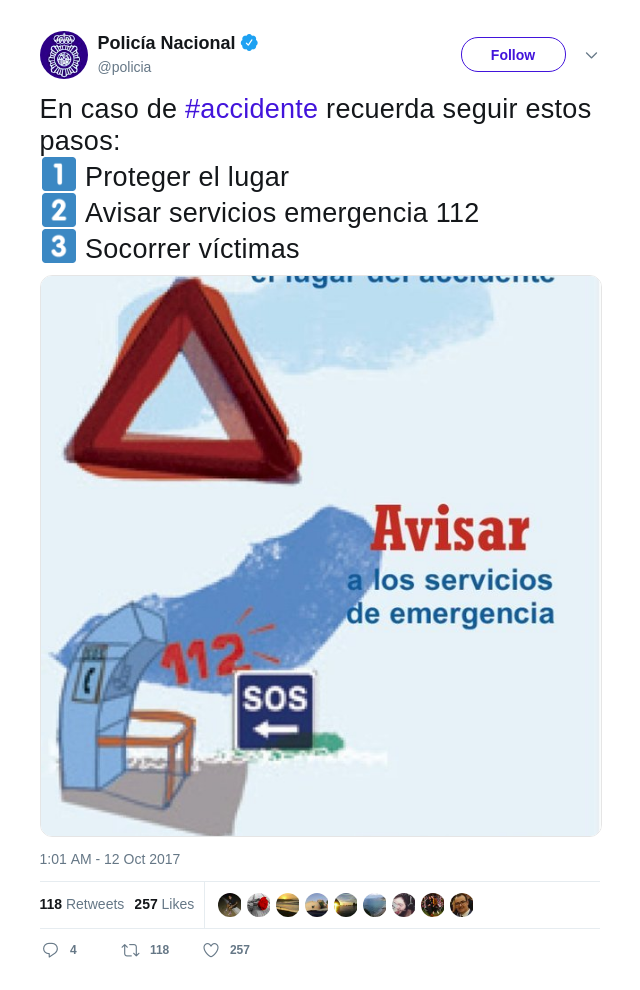 Policía Nacional
@policia
Follow
En caso de #accidente recuerda seguir estos
pasos:
1 Proteger el lugar
2 Avisar servicios emergencia 112
3 Socorrer víctimas
el lugar del accidente
Avisar
a los servicios
de emergencia
112
SOS
1:01 AM - 12 Oct 2017
118 Retweets 257 Likes
4 118 257